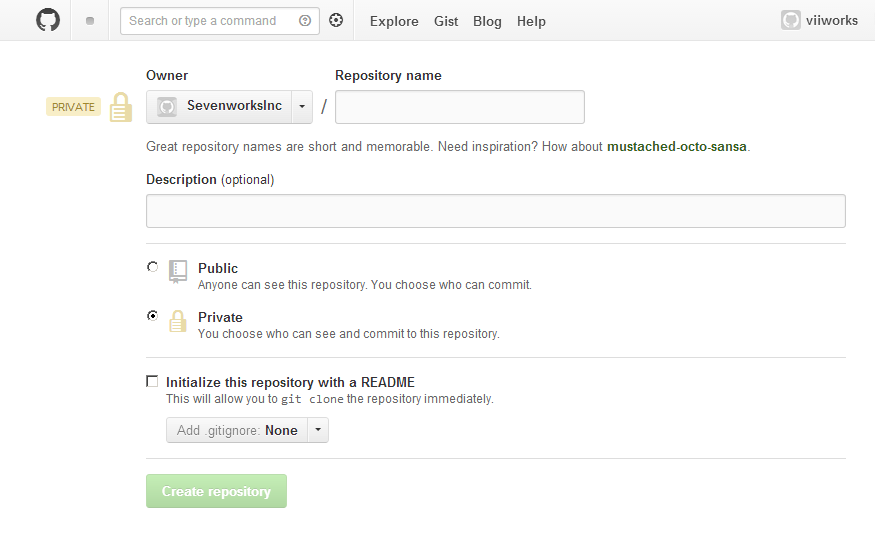 Search or type a command
Explore Gist Blog Help
viiworks
Owner
Repository name
PRIVATE
SevenworksInc
/
Great repository names are short and memorable. Need inspiration? How about mustached-octo-sansa.
Description (optional)
Public
Anyone can see this repository. You choose who can commit.
Private
You choose who can see and commit to this repository.
Initialize this repository with a README
This will allow you to git clone the repository immediately.
Add .gitignore: None
Create repository